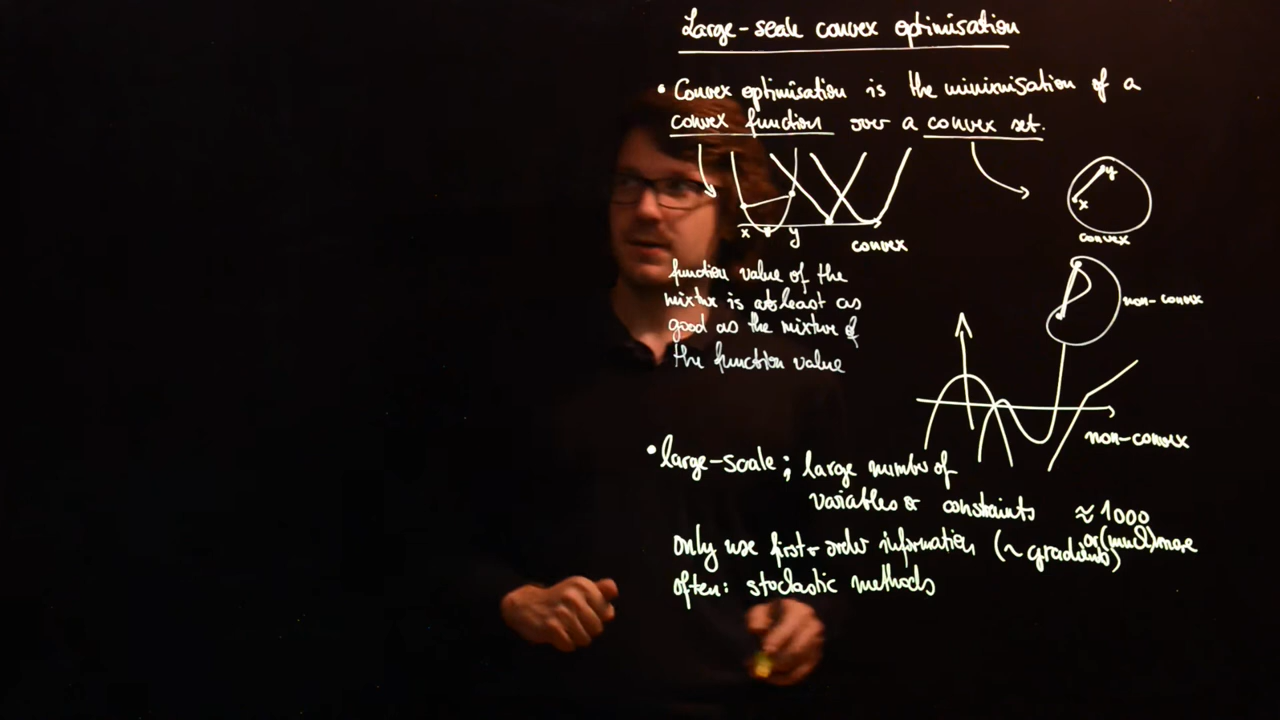 Large-scale convex optimisation
• Convex optimisation is the minimisation of a
convex function over a convex set.
y
x
convex
x
y
convex
function value of the
mixture is at least as
good as the mixture of
the function value
non-convex
non-convex
• large-scale; large number of
variables or constraints ≈ 1000
or (much) more
only use first-order information (~ gradients)
often: stochastic methods